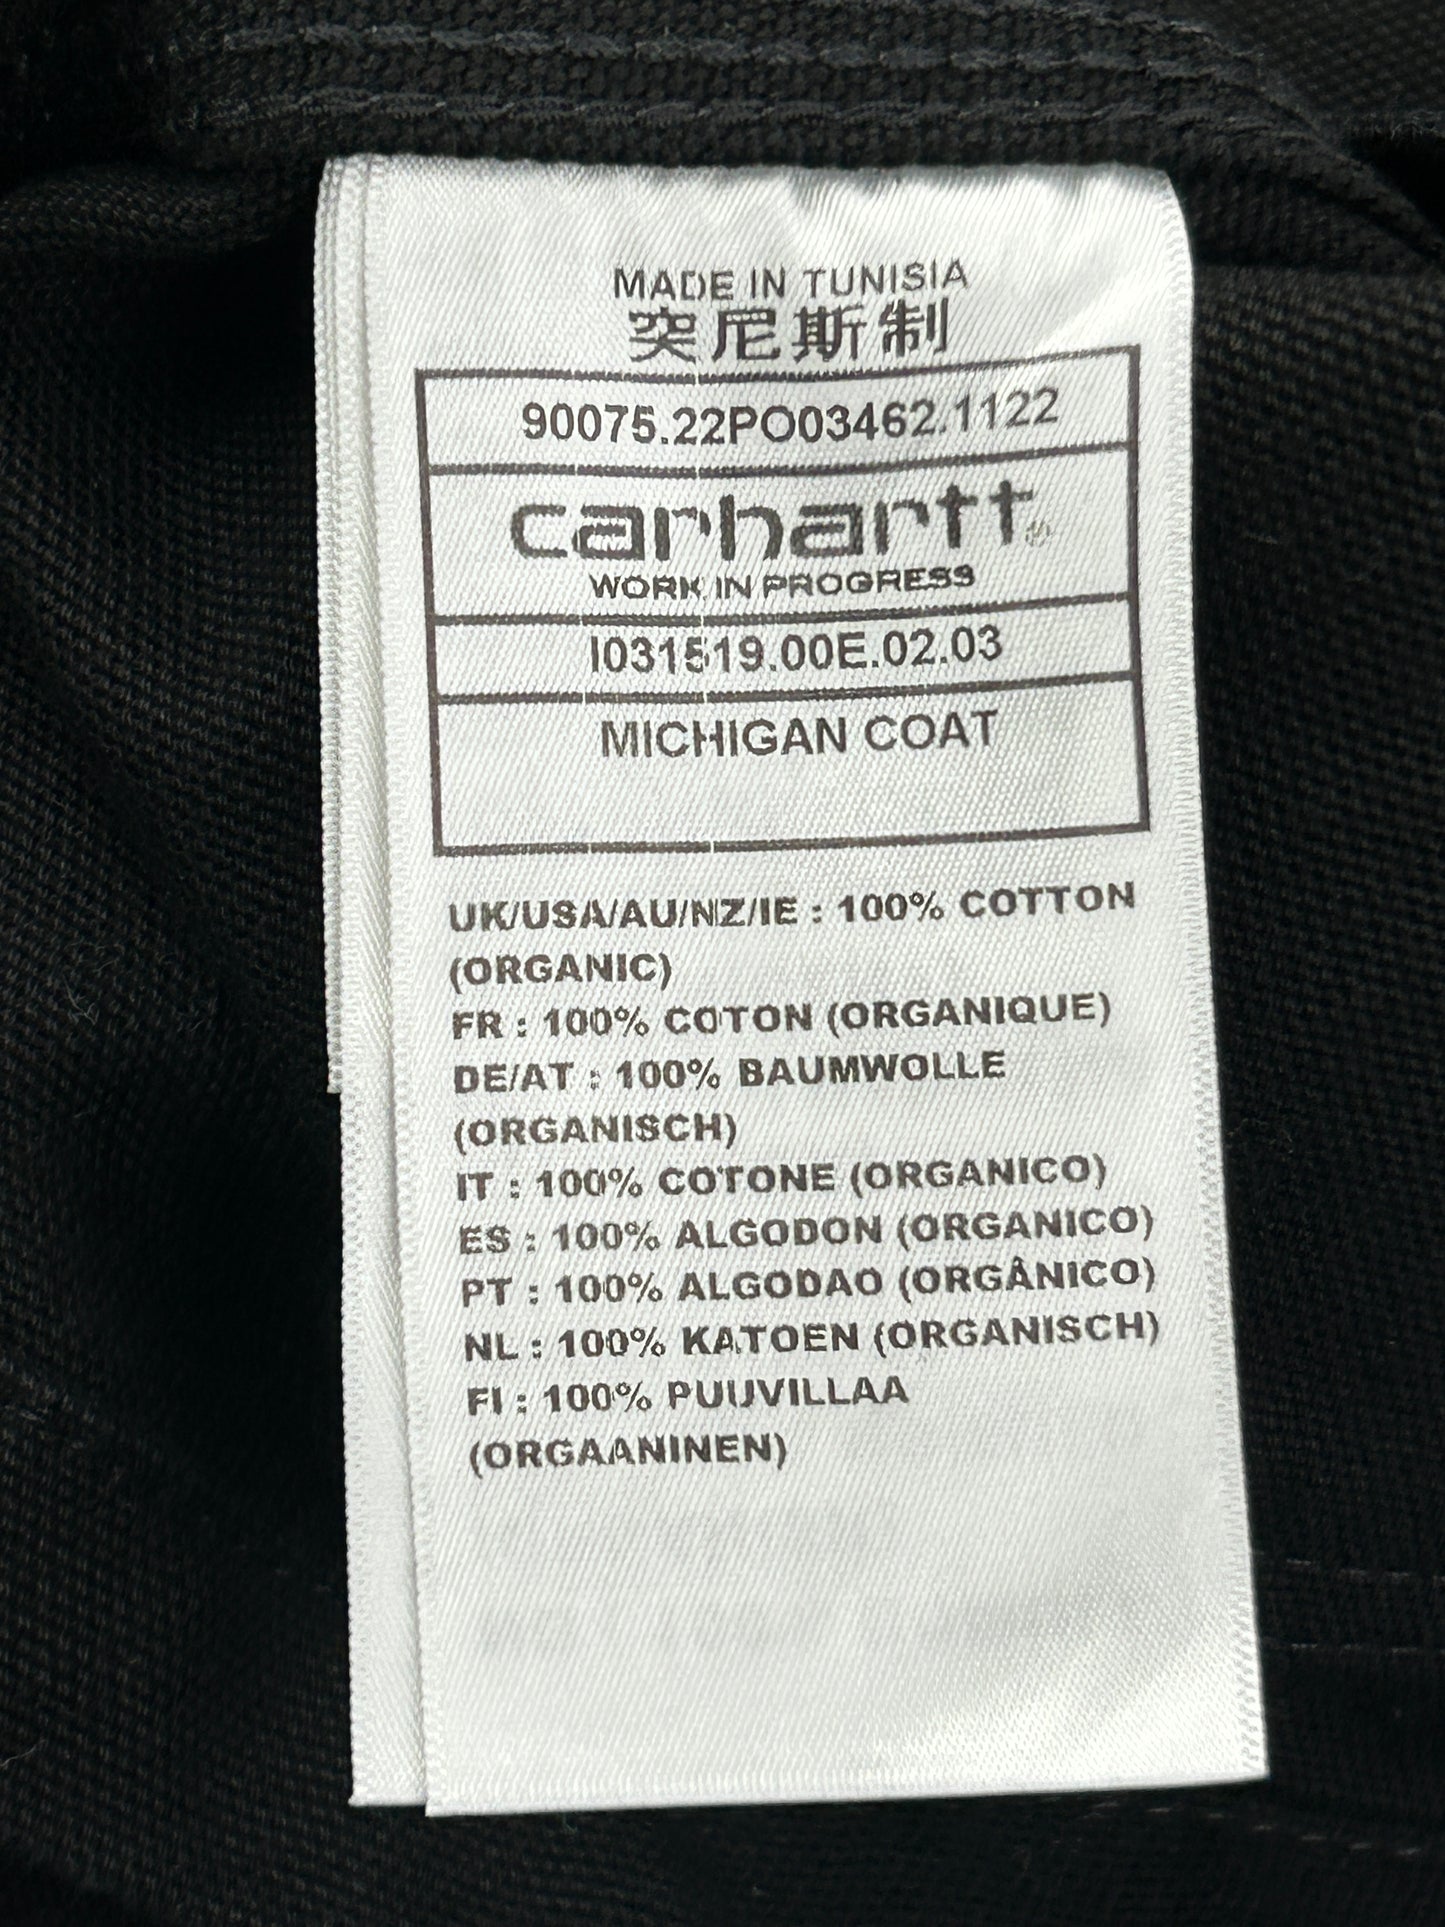 MADE IN TUNISIA
突尼斯制
90075.22PO03462.1122
carhartt®
WORK IN PROGRESS
I031519.00E.02.03
MICHIGAN COAT
UK/USA/AU/NZ/IE : 100% COTTON
(ORGANIC)
FR : 100% COTON (ORGANIQUE)
DE/AT : 100% BAUMWOLLE
(ORGANISCH)
IT : 100% COTONE (ORGANICO)
ES : 100% ALGODON (ORGANICO)
PT : 100% ALGODAO (ORGÂNICO)
NL : 100% KATOEN (ORGANISCH)
FI : 100% PUUVILLAA
(ORGAANINEN)